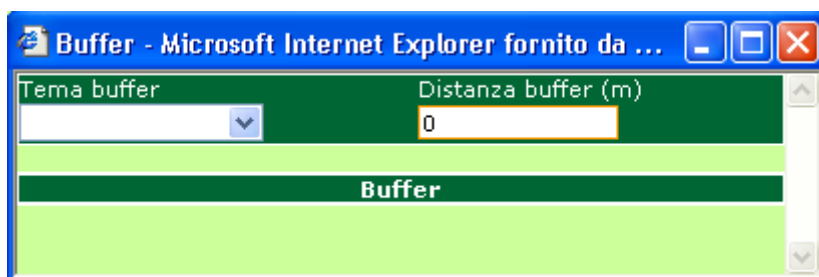 Buffer - Microsoft Internet Explorer fornito da ...
Tema buffer Distanza buffer (m)
0
Buffer